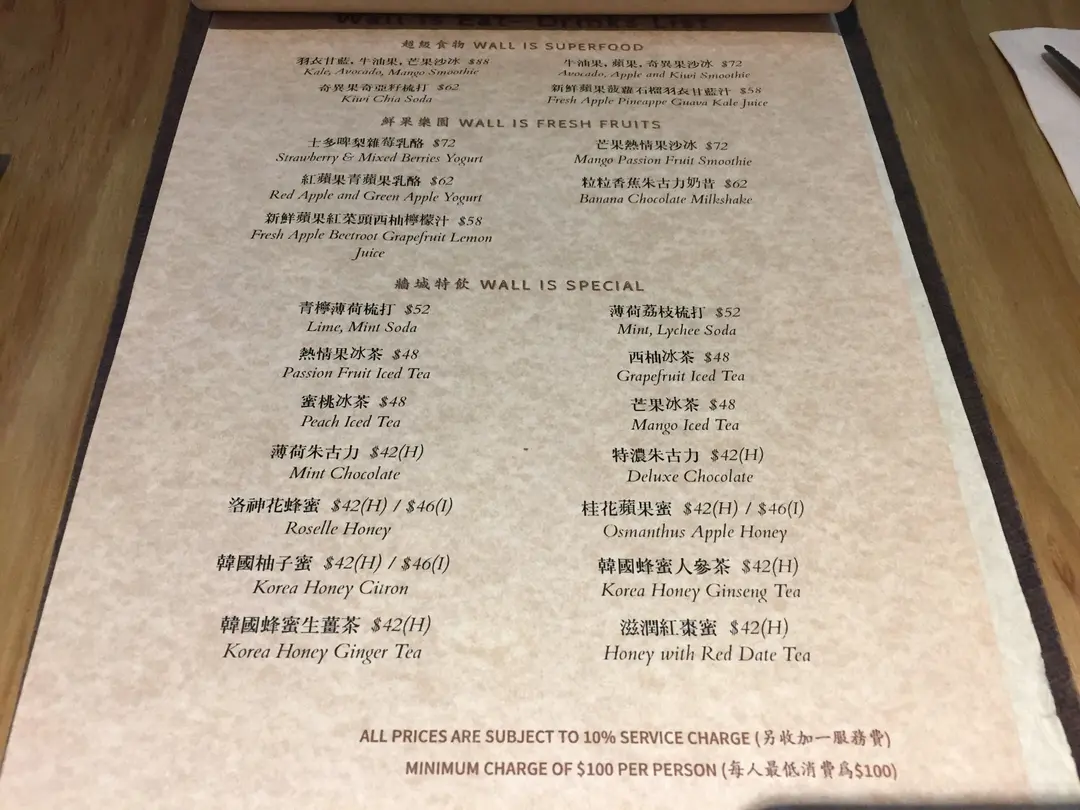 Wall is Eat- Drinks List
超級食物 WALL IS SUPERFOOD
羽衣甘藍, 牛油果, 芒果沙冰 $88
Kale, Avocado, Mango Smoothie
牛油果, 蘋果, 奇異果沙冰 $72
Avocado, Apple and Kiwi Smoothie
奇異果奇亞籽梳打 $62
Kiwi Chia Soda
新鮮蘋果菠蘿石榴羽衣甘藍汁 $58
Fresh Apple Pineappe Guava Kale Juice
鮮果樂園 WALL IS FRESH FRUITS
士多啤梨雜莓乳酪 $72
Strawberry & Mixed Berries Yogurt
芒果熱情果沙冰 $72
Mango Passion Fruit Smoothie
紅蘋果青蘋果乳酪 $62
Red Apple and Green Apple Yogurt
粒粒香蕉朱古力奶昔 $62
Banana Chocolate Milkshake
新鮮蘋果紅菜頭西柚檸檬汁 $58
Fresh Apple Beetroot Grapefruit Lemon
Juice
牆城特飲 WALL IS SPECIAL
青檸薄荷梳打 $52
Lime, Mint Soda
薄荷荔枝梳打 $52
Mint, Lychee Soda
熱情果冰茶 $48
Passion Fruit Iced Tea
西柚冰茶 $48
Grapefruit Iced Tea
蜜桃冰茶 $48
Peach Iced Tea
芒果冰茶 $48
Mango Iced Tea
薄荷朱古力 $42(H)
Mint Chocolate
特濃朱古力 $42(H)
Deluxe Chocolate
洛神花蜂蜜 $42(H) / $46(I)
Roselle Honey
桂花蘋果蜜 $42(H) / $46(I)
Osmanthus Apple Honey
韓國柚子蜜 $42(H) / $46(I)
Korea Honey Citron
韓國蜂蜜人參茶 $42(H)
Korea Honey Ginseng Tea
韓國蜂蜜生薑茶 $42(H)
Korea Honey Ginger Tea
滋潤紅棗蜜 $42(H)
Honey with Red Date Tea
ALL PRICES ARE SUBJECT TO 10% SERVICE CHARGE (另收加一服務費)
MINIMUM CHARGE OF $100 PER PERSON (每人最低消費爲$100)